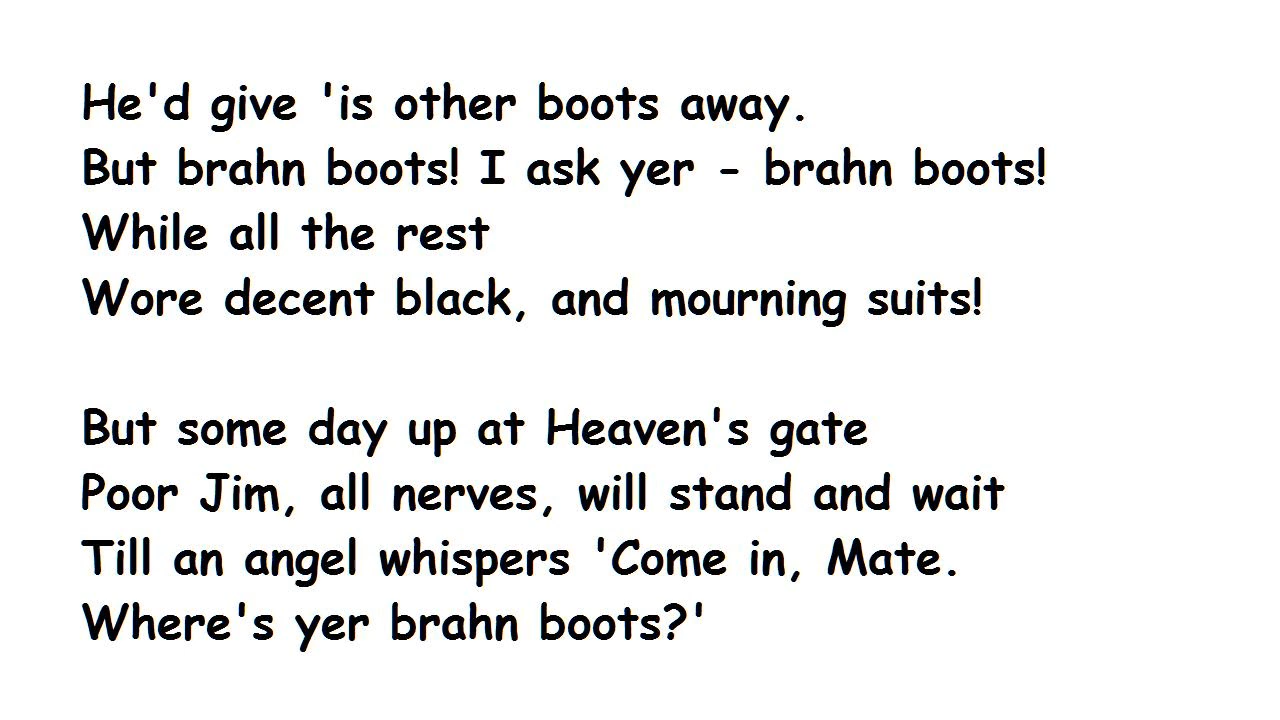 He'd give 'is other boots away.
But brahn boots! I ask yer - brahn boots!
While all the rest
Wore decent black, and mourning suits!
But some day up at Heaven's gate
Poor Jim, all nerves, will stand and wait
Till an angel whispers 'Come in, Mate.
Where's yer brahn boots?'